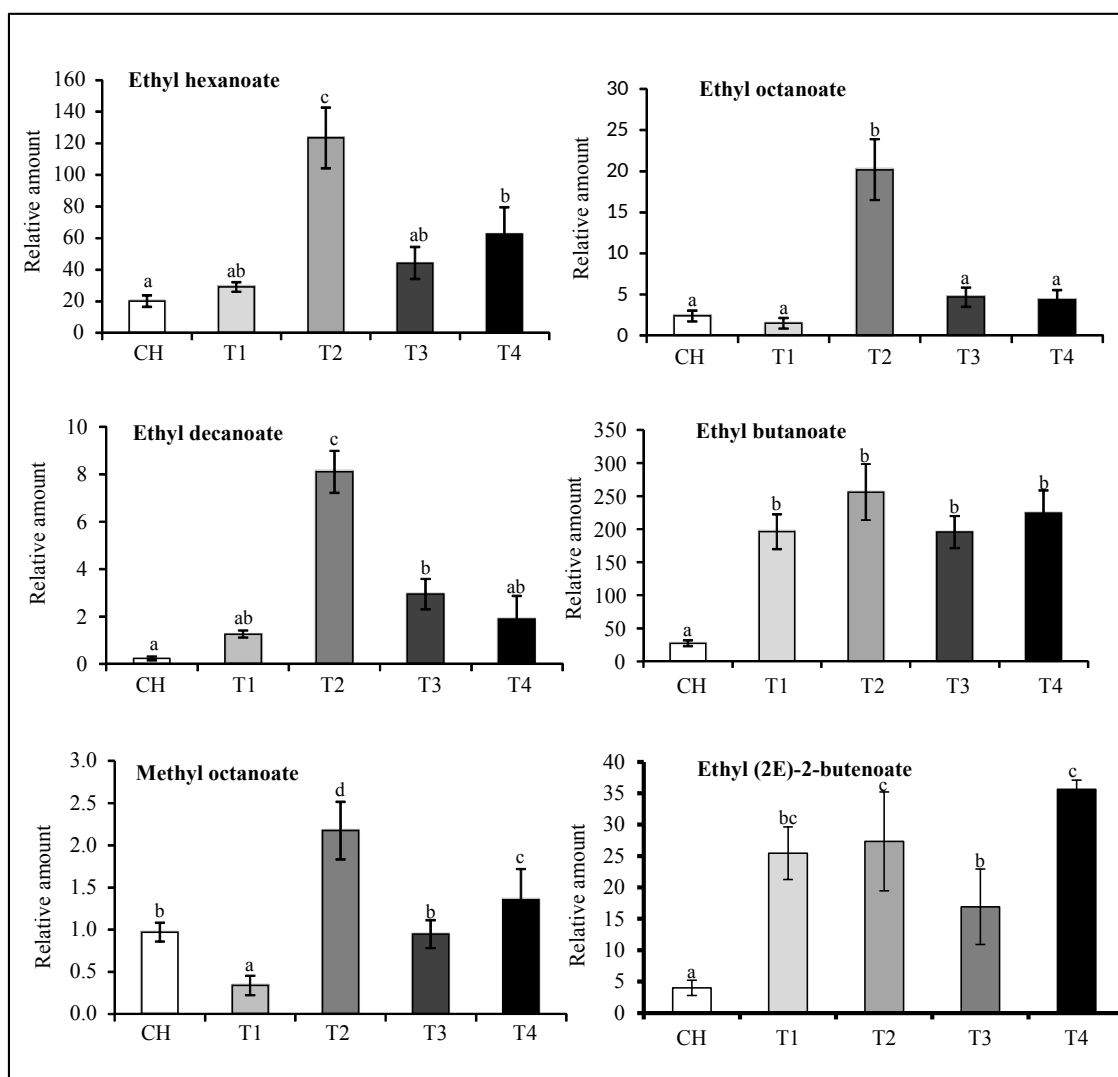 Ethyl hexanoate
Relative amount
160
140
120
100
80
60
40
20
0
a
ab
c
ab
b
CH T1 T2 T3 T4
Ethyl octanoate
Relative amount
30
25
20
15
10
5
0
a
a
b
a
a
CH T1 T2 T3 T4
Ethyl decanoate
Relative amount
10
8
6
4
2
0
a
ab
c
b
ab
CH T1 T2 T3 T4
Ethyl butanoate
Relative amount
350
300
250
200
150
100
50
0
a
b
b
b
b
CH T1 T2 T3 T4
Methyl octanoate
Relative amount
3.0
2.5
2.0
1.5
1.0
0.5
0.0
b
a
d
b
c
CH T1 T2 T3 T4
Ethyl (2E)-2-butenoate
Relative amount
40
35
30
25
20
15
10
5
0
a
bc
c
b
c
CH T1 T2 T3 T4